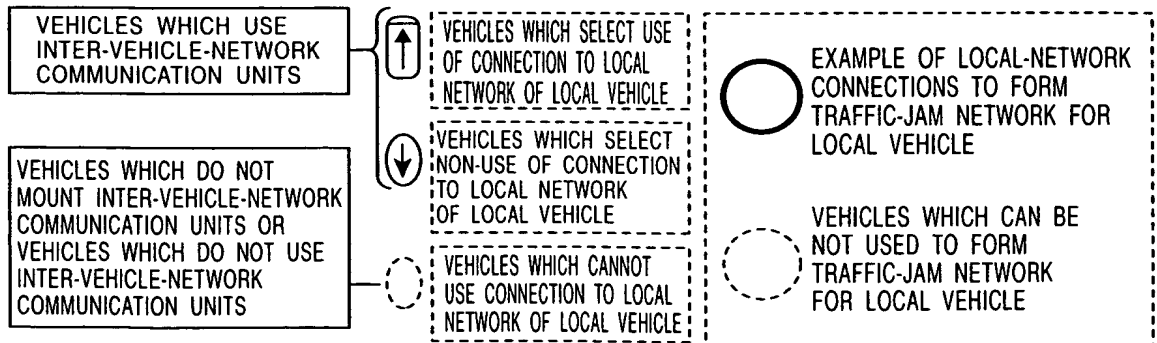 VEHICLES WHICH USE
INTER-VEHICLE-NETWORK
COMMUNICATION UNITS
VEHICLES WHICH DO NOT
MOUNT INTER-VEHICLE-NETWORK
COMMUNICATION UNITS OR
VEHICLES WHICH DO NOT USE
INTER-VEHICLE-NETWORK
COMMUNICATION UNITS
VEHICLES WHICH SELECT USE
OF CONNECTION TO LOCAL
NETWORK OF LOCAL VEHICLE
VEHICLES WHICH SELECT
NON-USE OF CONNECTION
TO LOCAL NETWORK
OF LOCAL VEHICLE
VEHICLES WHICH CANNOT
USE CONNECTION TO LOCAL
NETWORK OF LOCAL VEHICLE
EXAMPLE OF LOCAL-NETWORK
CONNECTIONS TO FORM
TRAFFIC-JAM NETWORK FOR
LOCAL VEHICLE
VEHICLES WHICH CAN BE
NOT USED TO FORM
TRAFFIC-JAM NETWORK
FOR LOCAL VEHICLE